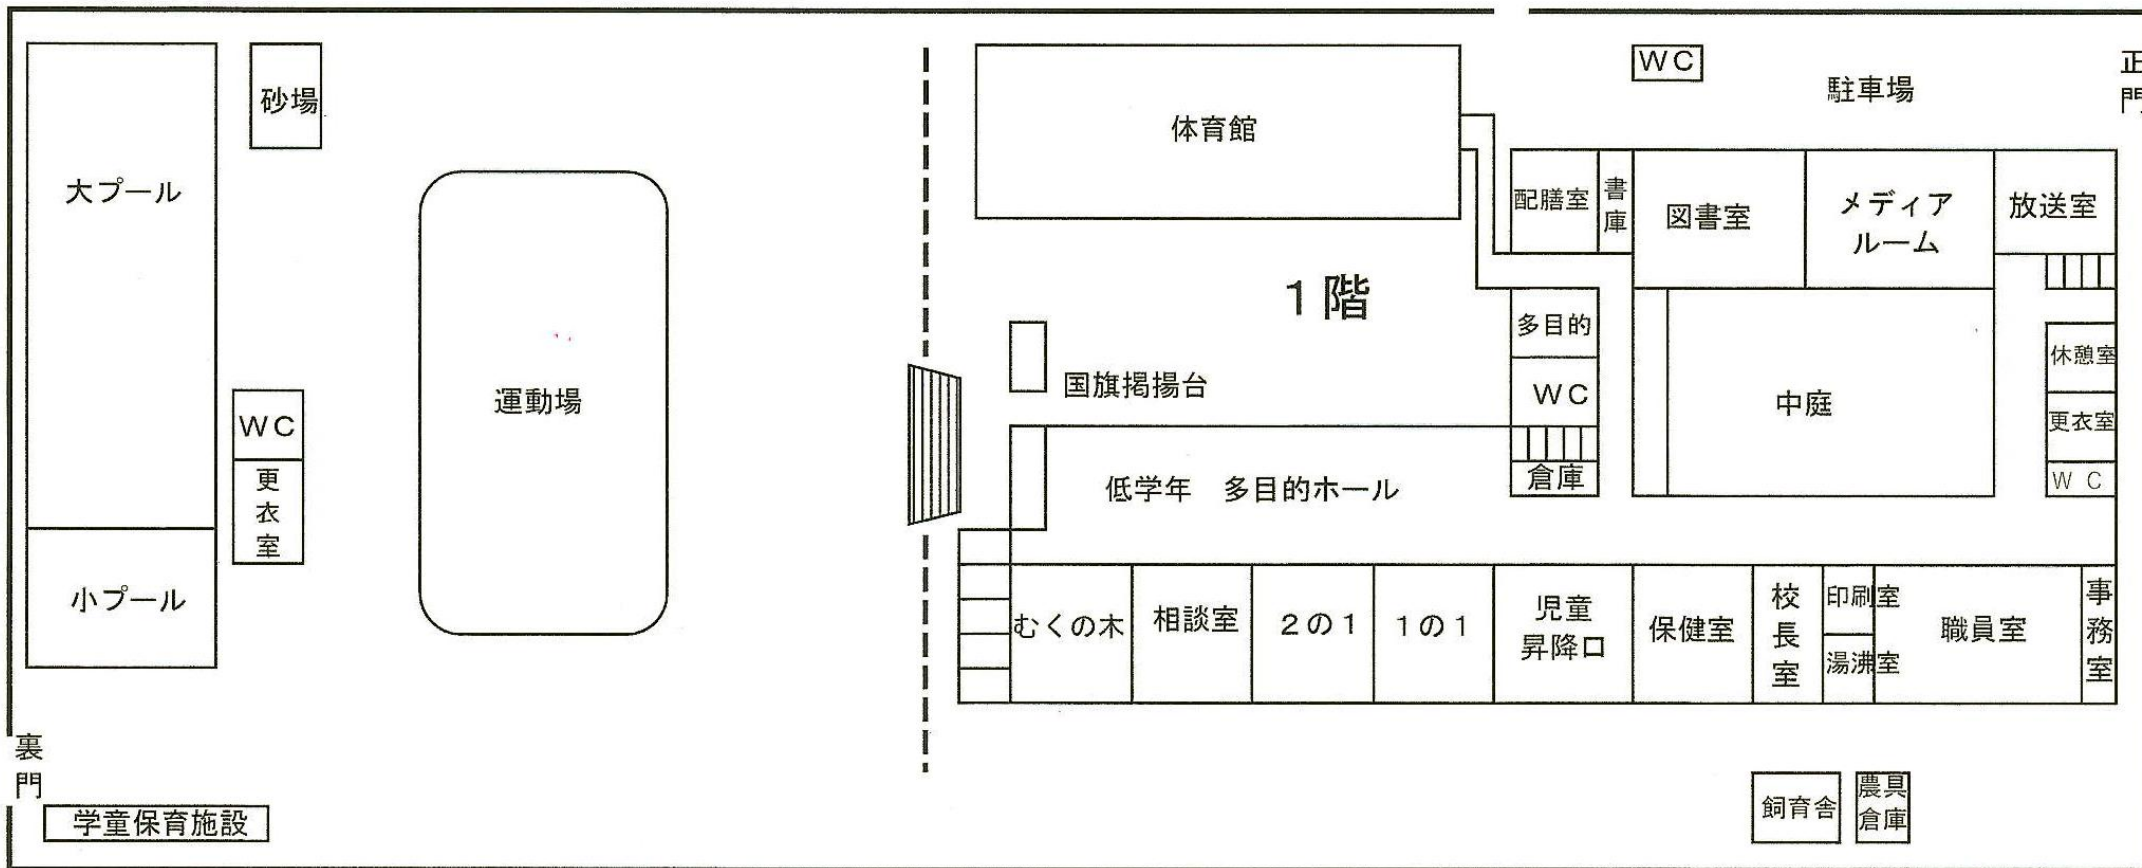 砂場
大プール
小プール
WC
更
衣
室
運動場
裏
門
学童保育施設
体育館
WC
駐車場
正
門
配膳室
書
庫
図書室
メディア
ルーム
放送室
1階
多目的
WC
倉庫
国旗掲揚台
中庭
休憩室
更衣室
WC
低学年 多目的ホール
むくの木
相談室
2の1
1の1
児童
昇降口
保健室
校
長
室
印刷室
湯沸室
職員室
事
務
室
飼育舎
農具
倉庫